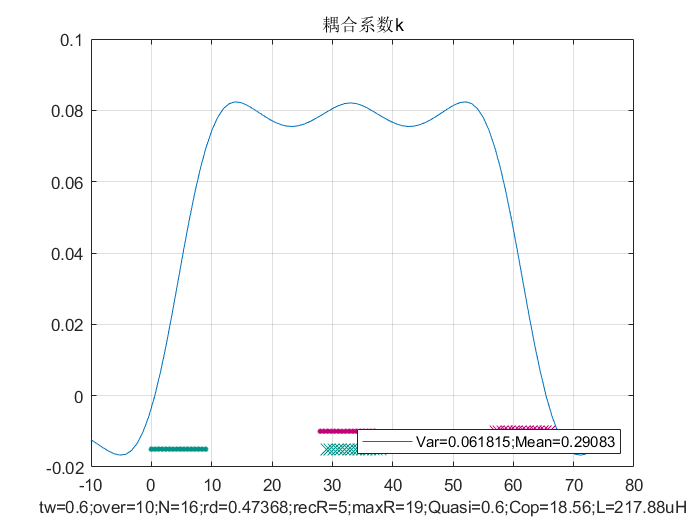 耦合系数k
0.1
0.08
0.06
0.04
0.02
0
-0.02
Var=0.061815;Mean=0.29083
-10 0 10 20 30 40 50 60 70 80
tw=0.6;over=10;N=16;rd=0.47368;recR=5;maxR=19;Quasi=0.6;Cop=18.56;L=217.88uH